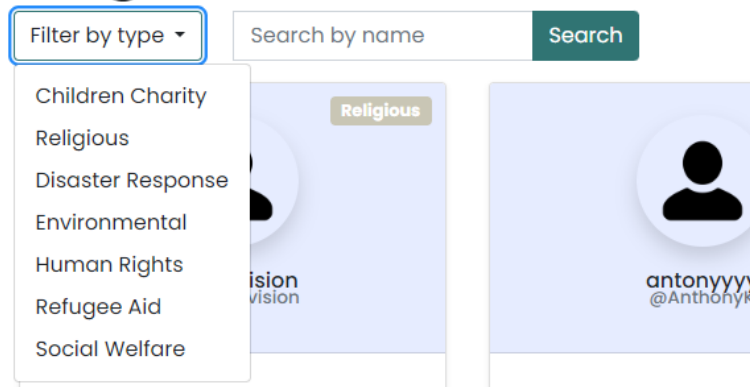 Filter by type
Search by name
Search
Children Charity
Religious
Disaster Response
Environmental
Human Rights
Refugee Aid
Social Welfare
Religious